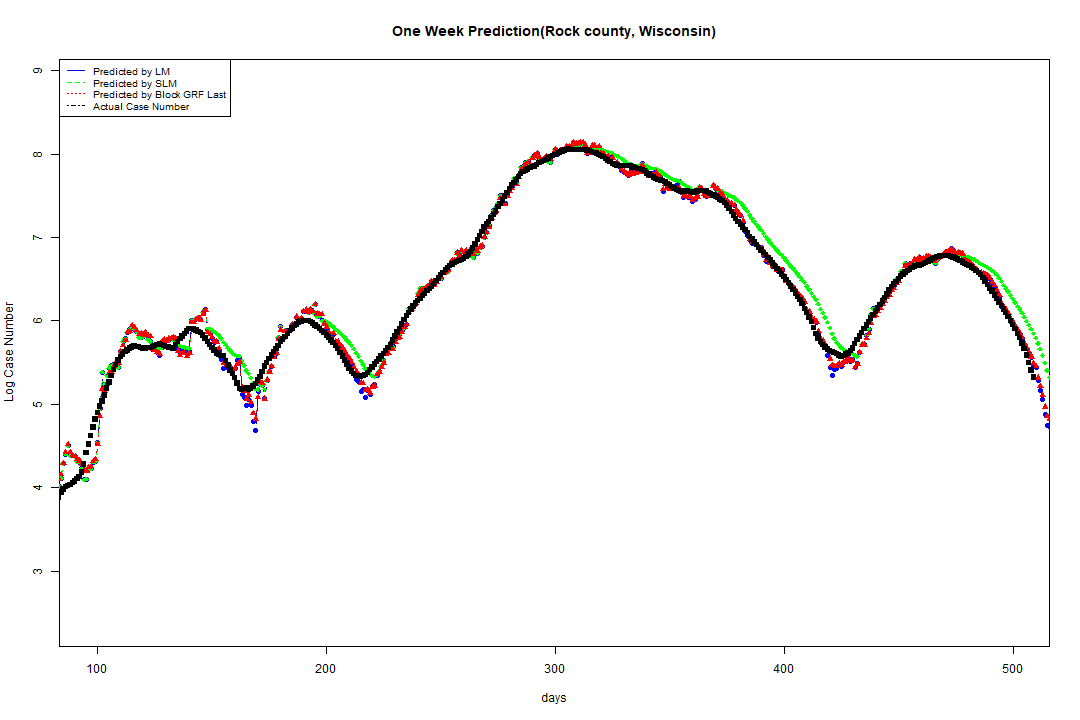 One Week Prediction(Rock county, Wisconsin)
Predicted by LM
Predicted by SLM
Predicted by Block GRF Last
Actual Case Number
9
8
7
6
5
4
3
Log Case Number
100 200 300 400 500
days